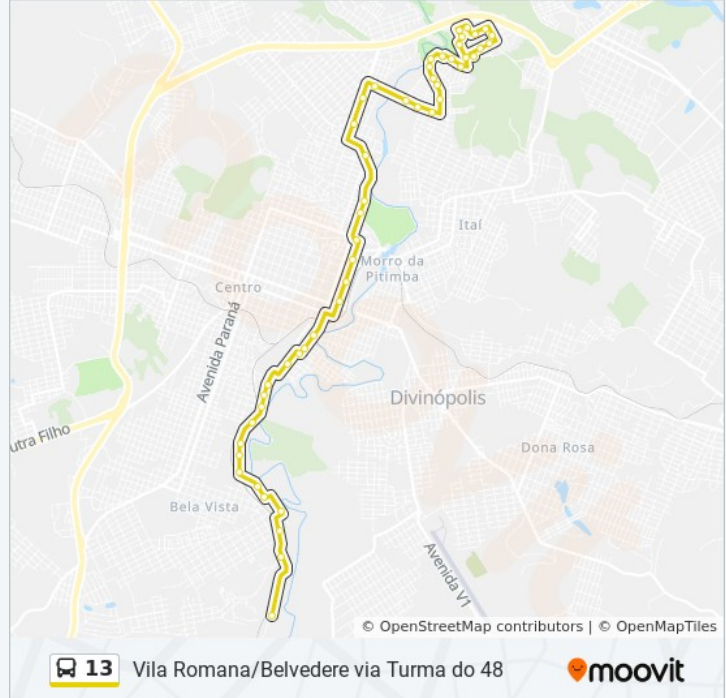 Itaí
Morro da
Pitimba
Centro
Avenida Paraná
Divinópolis
utra Filho
Dona Rosa
Bela Vista
Avenida V1
© OpenStreetMap contributors | © OpenMapTiles
13 Vila Romana/Belvedere via Turma do 48
moovit